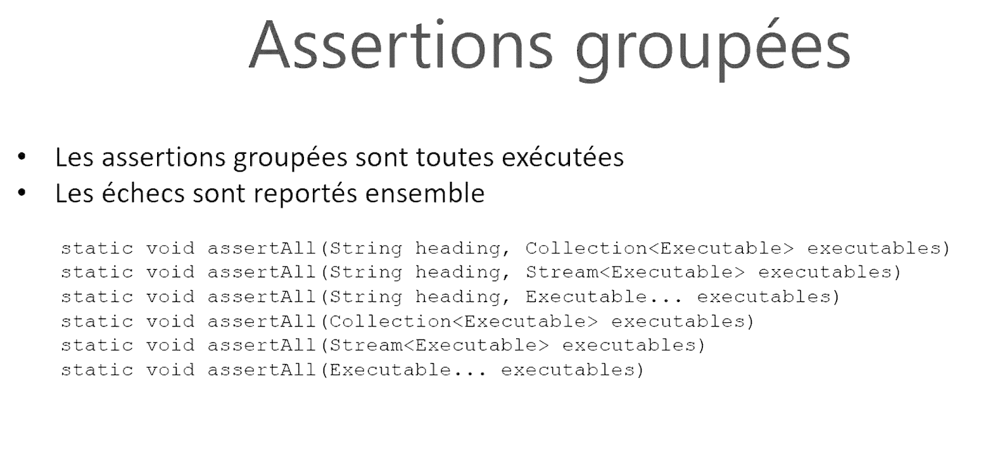 Assertions groupées
• Les assertions groupées sont toutes exécutées
• Les échecs sont reportés ensemble
static void assertAll(String heading, Collection<Executable> executables)
static void assertAll(String heading, Stream<Executable> executables)
static void assertAll(String heading, Executable... executables)
static void assertAll(Collection<Executable> executables)
static void assertAll(Stream<Executable> executables)
static void assertAll(Executable... executables)